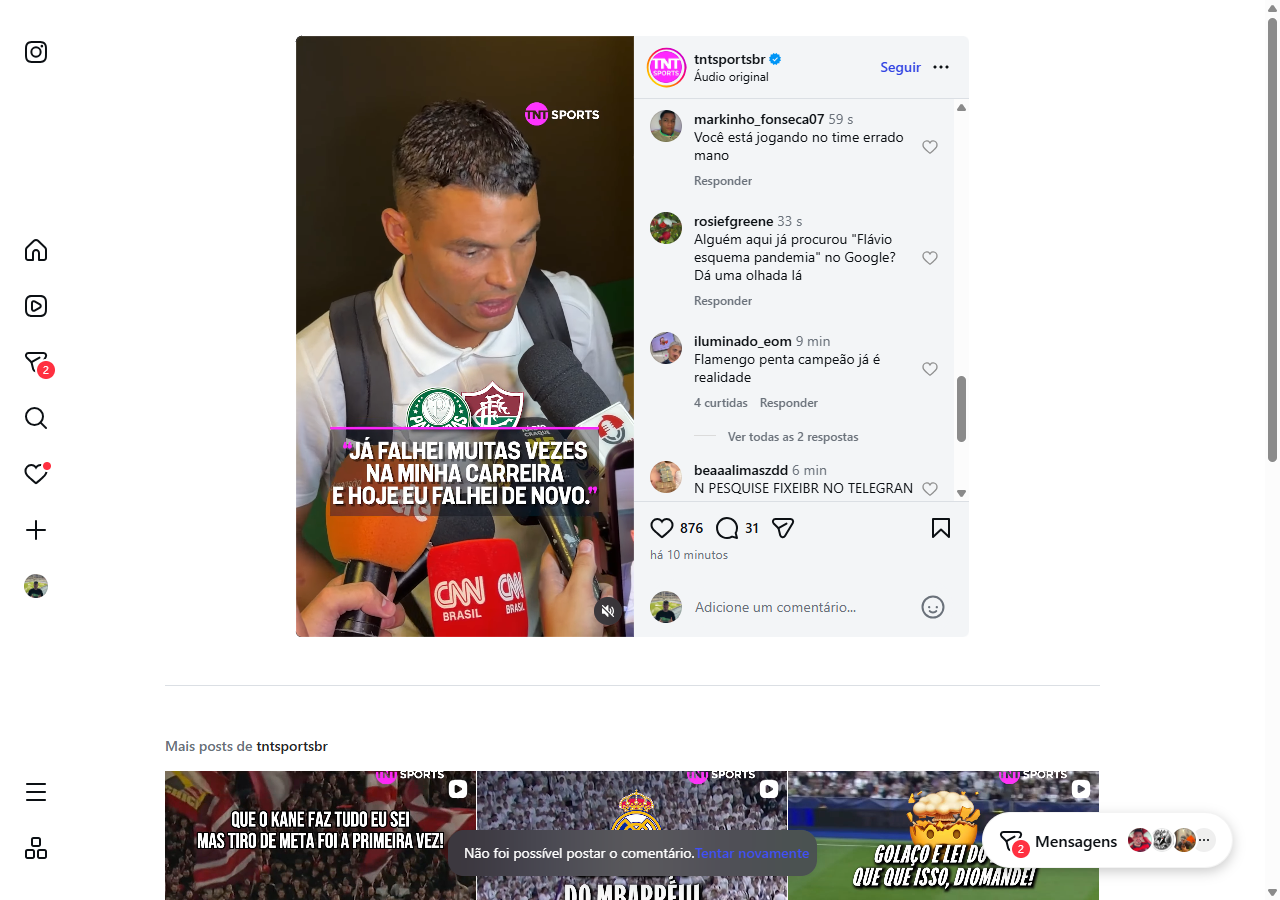 TNT SPORTS
PALMEIRAS
RÁDIO
CRAQUE
"JÁ FALHEI MUITAS VEZES
NA MINHA CARREIRA
E HOJE EU FALHEI DE NOVO."
CNN
BRASIL
CNN
BRASIL
TNT
SPORTS
tntsportsbr
Áudio original
Seguir
markinho_fonseca07 59 s
Você está jogando no time errado
mano
Responder
rosiefgreene 33 s
Alguém aqui já procurou "Flávio
esquema pandemia" no Google?
Dá uma olhada lá
Responder
iluminado_eom 9 min
Flamengo penta campeão já é
realidade
4 curtidas Responder
Ver todas as 2 respostas
beaaalimaszdd 6 min
N PESQUISE FIXEIBR NO TELEGRAN
876 31
há 10 minutos
Adicione um comentário...
2
Mais posts de tntsportsbr
TNT SPORTS
QUE O KANE FAZ TUDO EU SEI
MAS TIRO DE META FOI A PRIMEIRA VEZ!
TNT SPORTS
DO MBAPPÉ!!!
TNT SPORTS
GOLAÇO E LEI DO
QUE QUE ISSO, DIOMANDE!
Não foi possível postar o comentário. Tentar novamente
2
Mensagens